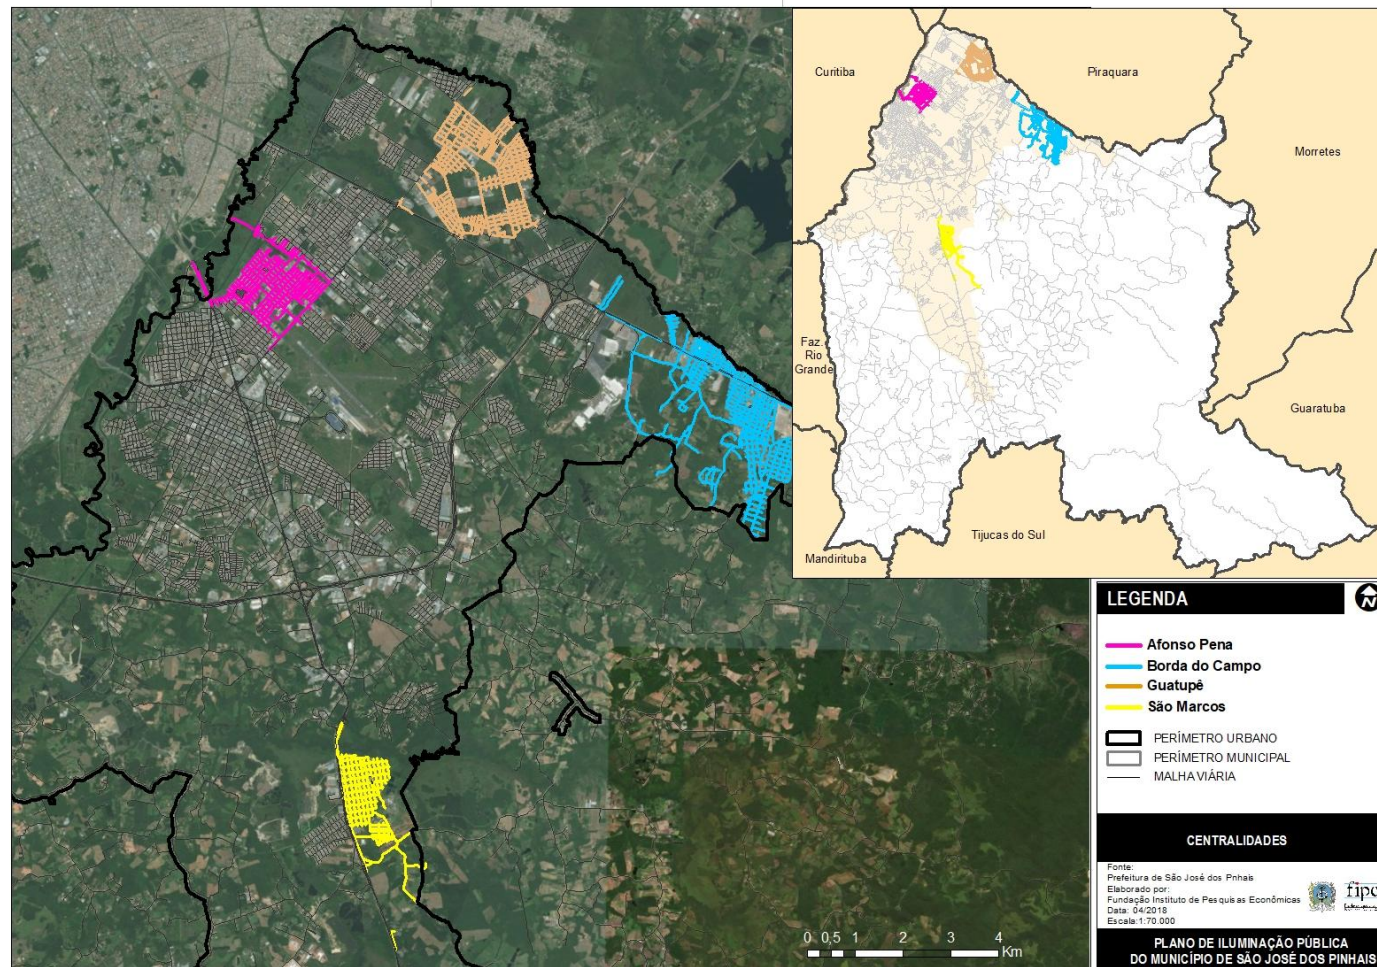 Curitiba
Piraquara
Morretes
Faz.
Rio
Grande
Guaratuba
Tijucas do Sul
Mandirituba
LEGENDA
N
Afonso Pena
Borda do Campo
Guatupê
São Marcos
PERÍMETRO URBANO
PERÍMETRO MUNICIPAL
MALHA VIÁRIA
CENTRALIDADES
Fonte:
Prefeitura de São José dos Pinhais
Elaborado por:
Fundação Instituto de Pesquisas Econômicas
Data: 04/2018
Escala:1:70.000
fipe
0 0,5 1 2 3 4
Km
PLANO DE ILUMINAÇÃO PÚBLICA
DO MUNICÍPIO DE SÃO JOSÉ DOS PINHAIS